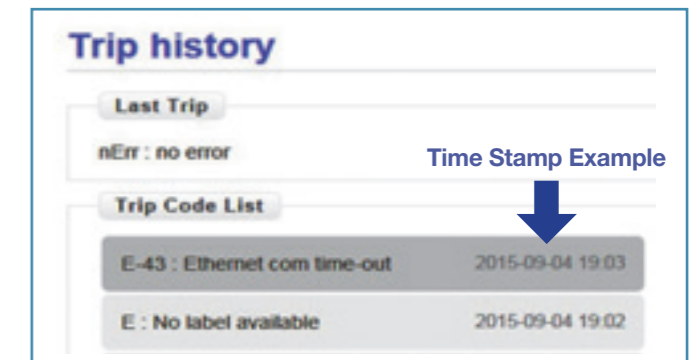 Trip history
Last Trip
nErr : no error
Time Stamp Example
Trip Code List
E-43 : Ethernet com time-out 2015-09-04 19:03
E : No label available 2015-09-04 19:02